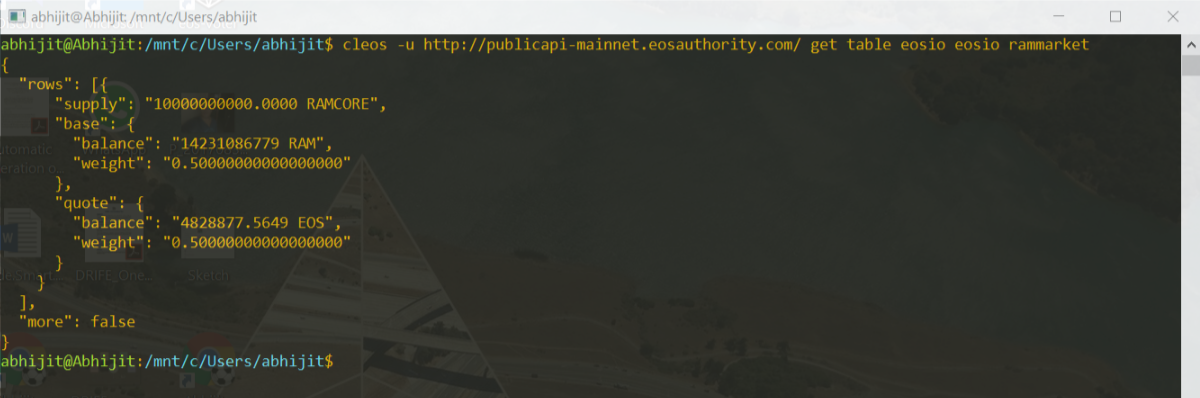 abhijit@Abhijit: /mnt/c/Users/abhijit
abhijit@Abhijit:/mnt/c/Users/abhijit$ cleos -u http://publicapi-mainnet.eosauthority.com/ get table eosio eosio rammarket
{
  "rows": [{
      "supply": "10000000000.0000 RAMCORE",
      "base": {
        "balance": "14231086779 RAM",
        "weight": "0.50000000000000000"
      },
      "quote": {
        "balance": "4828877.5649 EOS",
        "weight": "0.50000000000000000"
      }
    }
  ],
  "more": false
}
abhijit@Abhijit:/mnt/c/Users/abhijit$
DRIFE_One...
Sketch